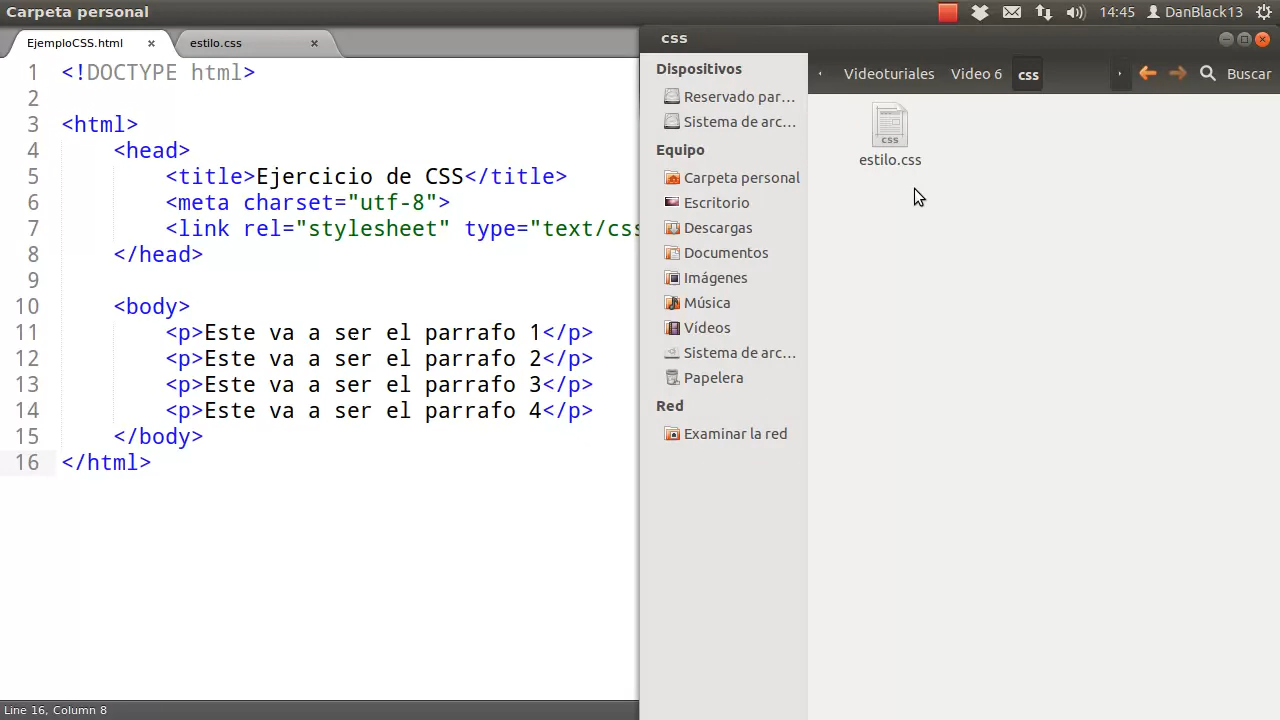 Carpeta personal
14:45 DanBlack13
EjemploCSS.html × estilo.css ×
1 <!DOCTYPE html>
2
3 <html>
4 <head>
5 <title>Ejercicio de CSS</title>
6 <meta charset="utf-8">
7 <link rel="stylesheet" type="text/css
8 </head>
9
10 <body>
11 <p>Este va a ser el parrafo 1</p>
12 <p>Este va a ser el parrafo 2</p>
13 <p>Este va a ser el parrafo 3</p>
14 <p>Este va a ser el parrafo 4</p>
15 </body>
16 </html>
Line 16, Column 8
css
Dispositivos
Reservado par...
Sistema de arc...
Equipo
Carpeta personal
Escritorio
Descargas
Documentos
Imágenes
Música
Vídeos
Sistema de arc...
Papelera
Red
Examinar la red
Videoturiales Video 6 css Buscar
css
estilo.css